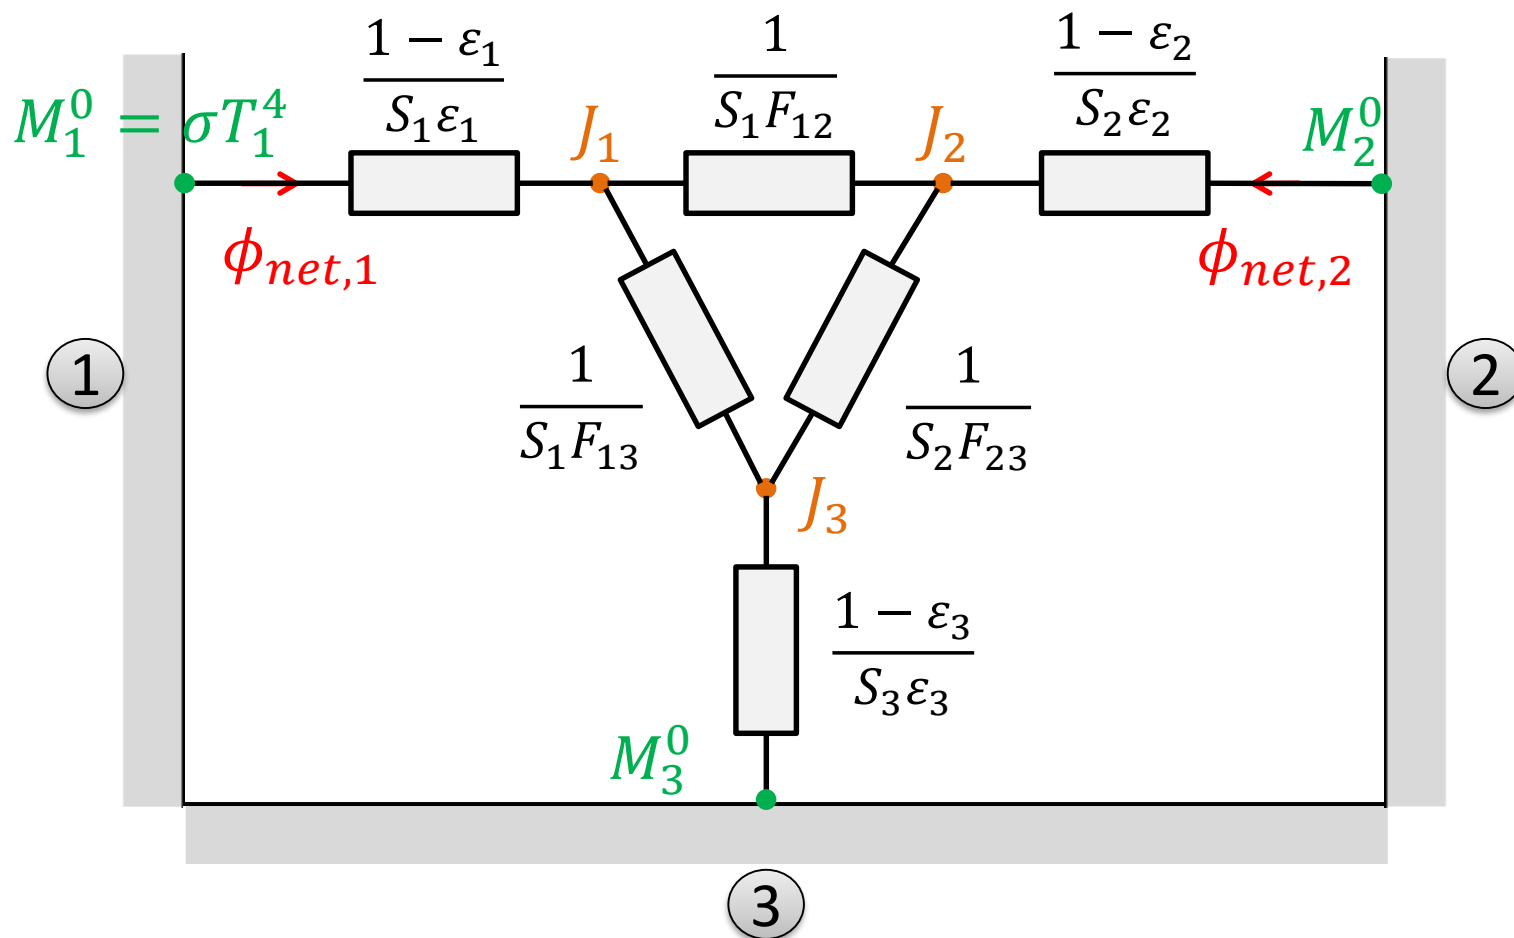 1 − ε₁ / S₁ε₁
1 / S₁F₁₂
1 − ε₂ / S₂ε₂
M₁⁰ = σT₁⁴
J₁
J₂
M₂⁰
ϕₙₑₜ,₁
ϕₙₑₜ,₂
1
1 / S₁F₁₃
1 / S₂F₂₃
2
J₃
1 − ε₃ / S₃ε₃
M₃⁰
3